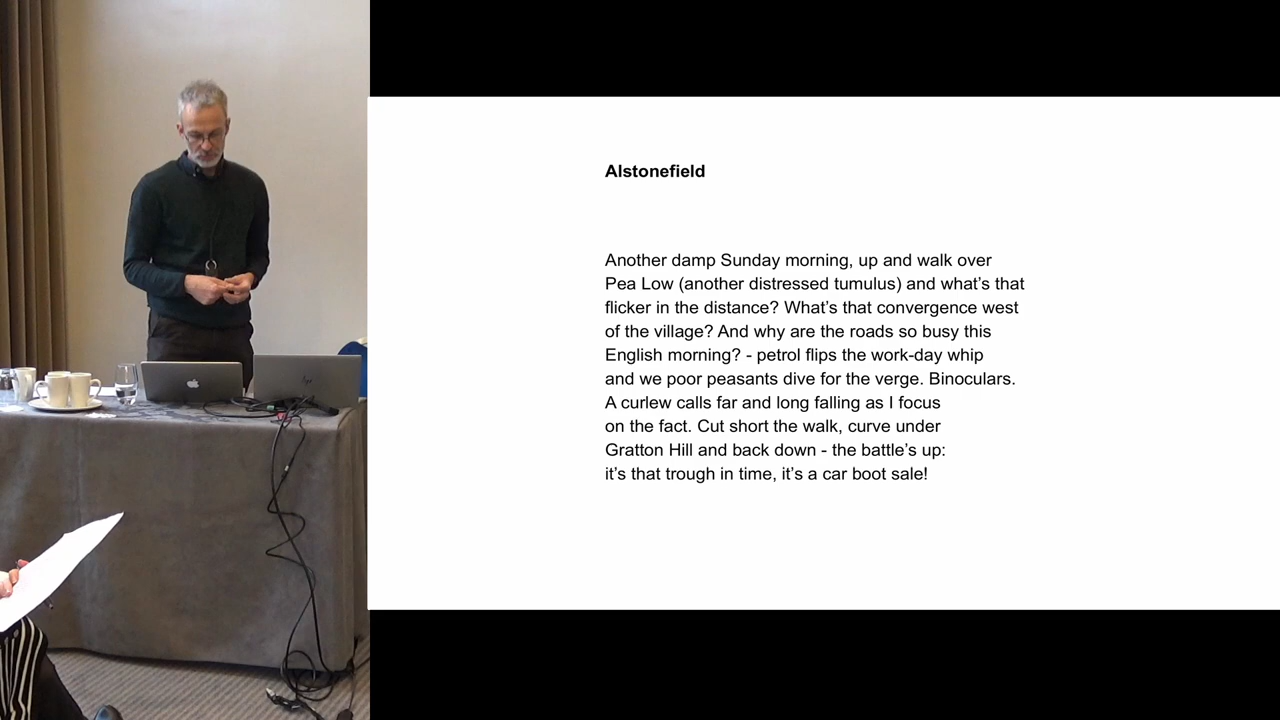 Alstonefield
Another damp Sunday morning, up and walk over
Pea Low (another distressed tumulus) and what’s that
flicker in the distance? What’s that convergence west
of the village? And why are the roads so busy this
English morning? - petrol flips the work-day whip
and we poor peasants dive for the verge. Binoculars.
A curlew calls far and long falling as I focus
on the fact. Cut short the walk, curve under
Gratton Hill and back down - the battle’s up:
it’s that trough in time, it’s a car boot sale!